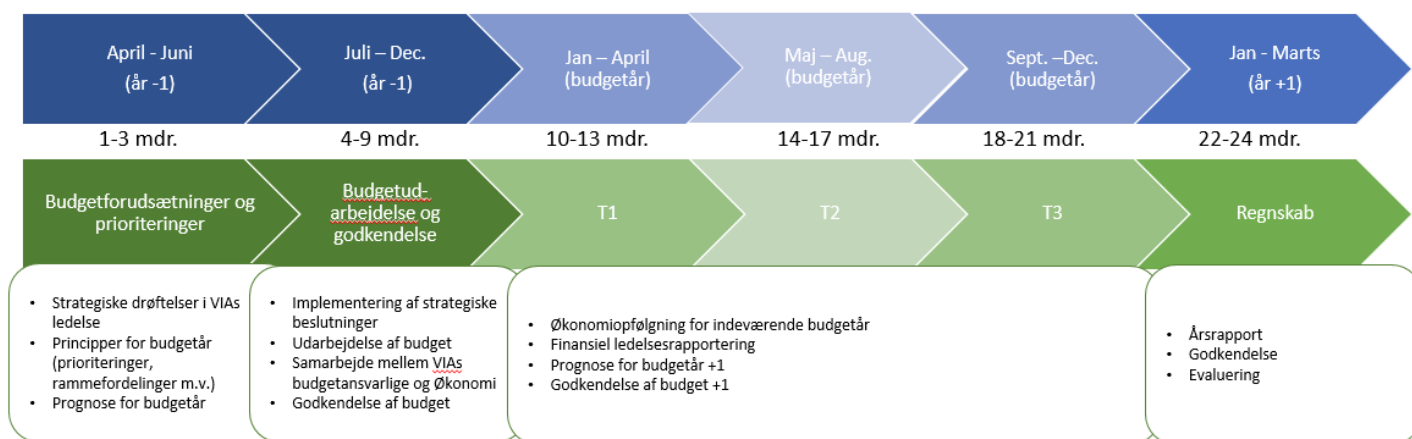 April - Juni
(år -1)
Juli – Dec.
(år -1)
Jan – April
(budgetår)
Maj – Aug.
(budgetår)
Sept. –Dec.
(budgetår)
Jan - Marts
(år +1)
1-3 mdr.
4-9 mdr.
10-13 mdr.
14-17 mdr.
18-21 mdr.
22-24 mdr.
Budgetforudsætninger og
prioriteringer
Budgetud-
arbejdelse og
godkendelse
T1
T2
T3
Regnskab
• Strategiske drøftelser i VIAs
ledelse
• Principper for budgetår
(prioriteringer,
rammefordelinger m.v.)
• Prognose for budgetår
• Implementering af strategiske
beslutninger
• Udarbejdelse af budget
• Samarbejde mellem VIAs
budgetansvarlige og Økonomi
• Godkendelse af budget
• Økonomiopfølgning for indeværende budgetår
• Finansiel ledelsesrapportering
• Prognose for budgetår +1
• Godkendelse af budget +1
• Årsrapport
• Godkendelse
• Evaluering